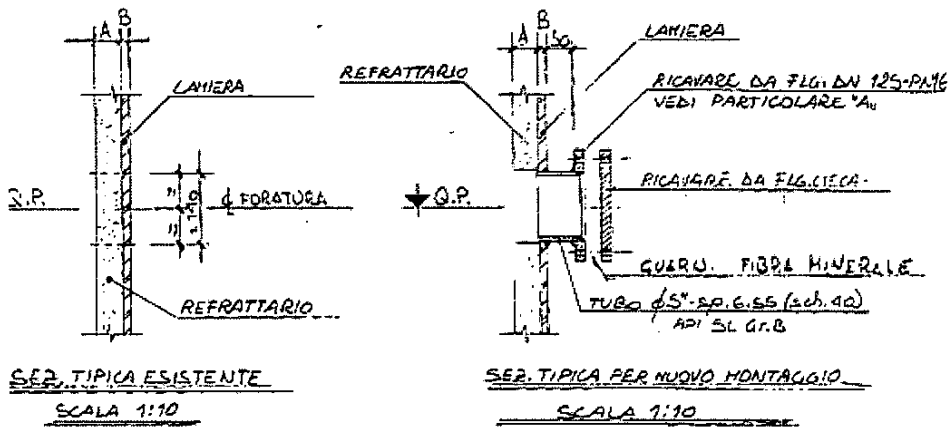 A B
LAMIERA
Q.P.
₵ FORATURA
REFRATTARIO
SEZ. TIPICA ESISTENTE
SCALA 1:10
A B 50
LAMIERA
REFRATTARIO
RICAVARE DA FLG. DN 125-PN16
VEDI PARTICOLARE "A"
Q.P.
RICAVARE DA FLG. CIECA
GUARN. FIBRA MINERALE
TUBO ϕ5"-SP. 6.55 (sch. 40)
API 5L Gr.B
SEZ. TIPICA PER NUOVO MONTAGGIO
SCALA 1:10